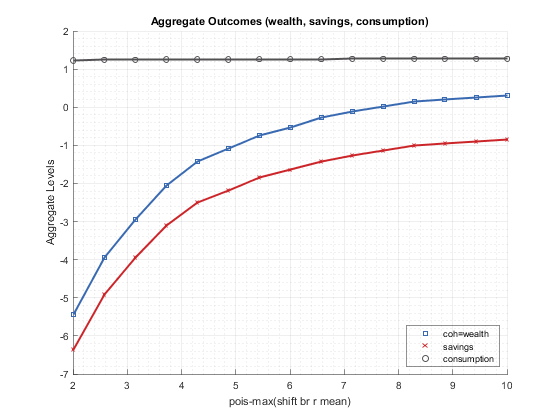 Aggregate Outcomes (wealth, savings, consumption)
2
1
0
-1
-2
-3
-4
-5
-6
-7
Aggregate Levels
2 3 4 5 6 7 8 9 10
pois-max(shift br r mean)
coh=wealth
savings
consumption